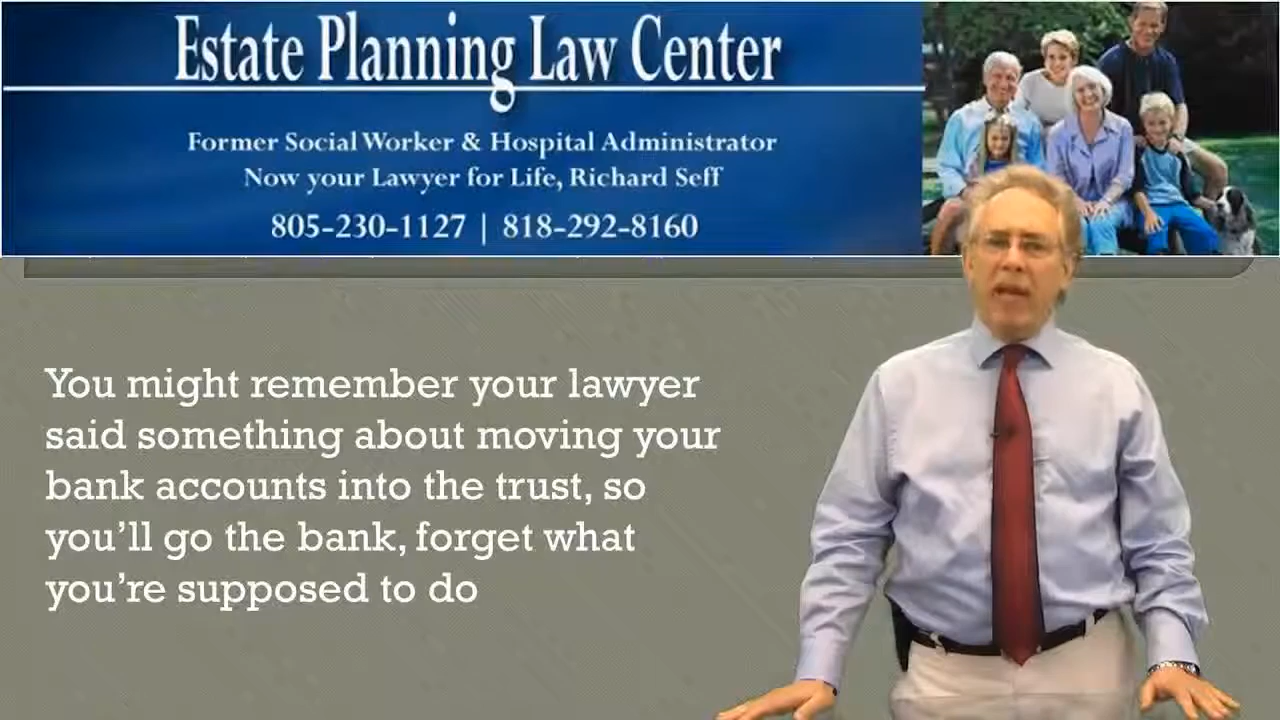 Estate Planning Law Center
Former Social Worker & Hospital Administrator
Now your Lawyer for Life, Richard Seff
805-230-1127 | 818-292-8160
You might remember your lawyer
said something about moving your
bank accounts into the trust, so
you'll go the bank, forget what
you're supposed to do